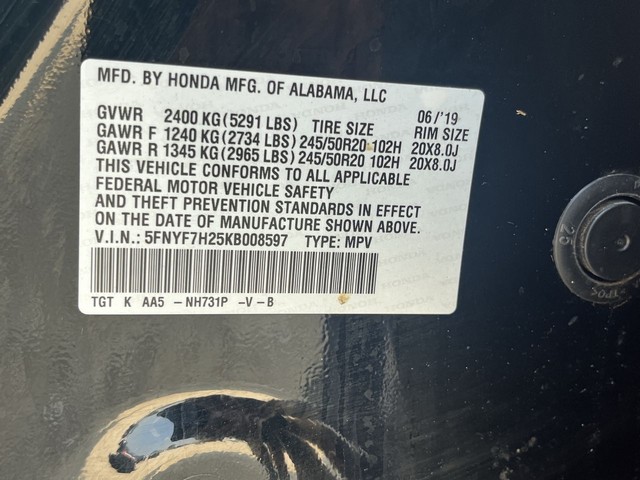 MFD. BY HONDA MFG. OF ALABAMA, LLC
GVWR 2400 KG(5291 LBS) TIRE SIZE 06/'19 RIM SIZE
GAWR F 1240 KG(2734 LBS) 245/50R20 102H 20X8.0J
GAWR R 1345 KG(2965 LBS) 245/50R20 102H 20X8.0J
THIS VEHICLE CONFORMS TO ALL APPLICABLE
FEDERAL MOTOR VEHICLE SAFETY
AND THEFT PREVENTION STANDARDS IN EFFECT
ON THE DATE OF MANUFACTURE SHOWN ABOVE.
V.I.N.: 5FNYF7H25KB008597 TYPE: MPV
TGT K AA5 -NH731P -V-B
25